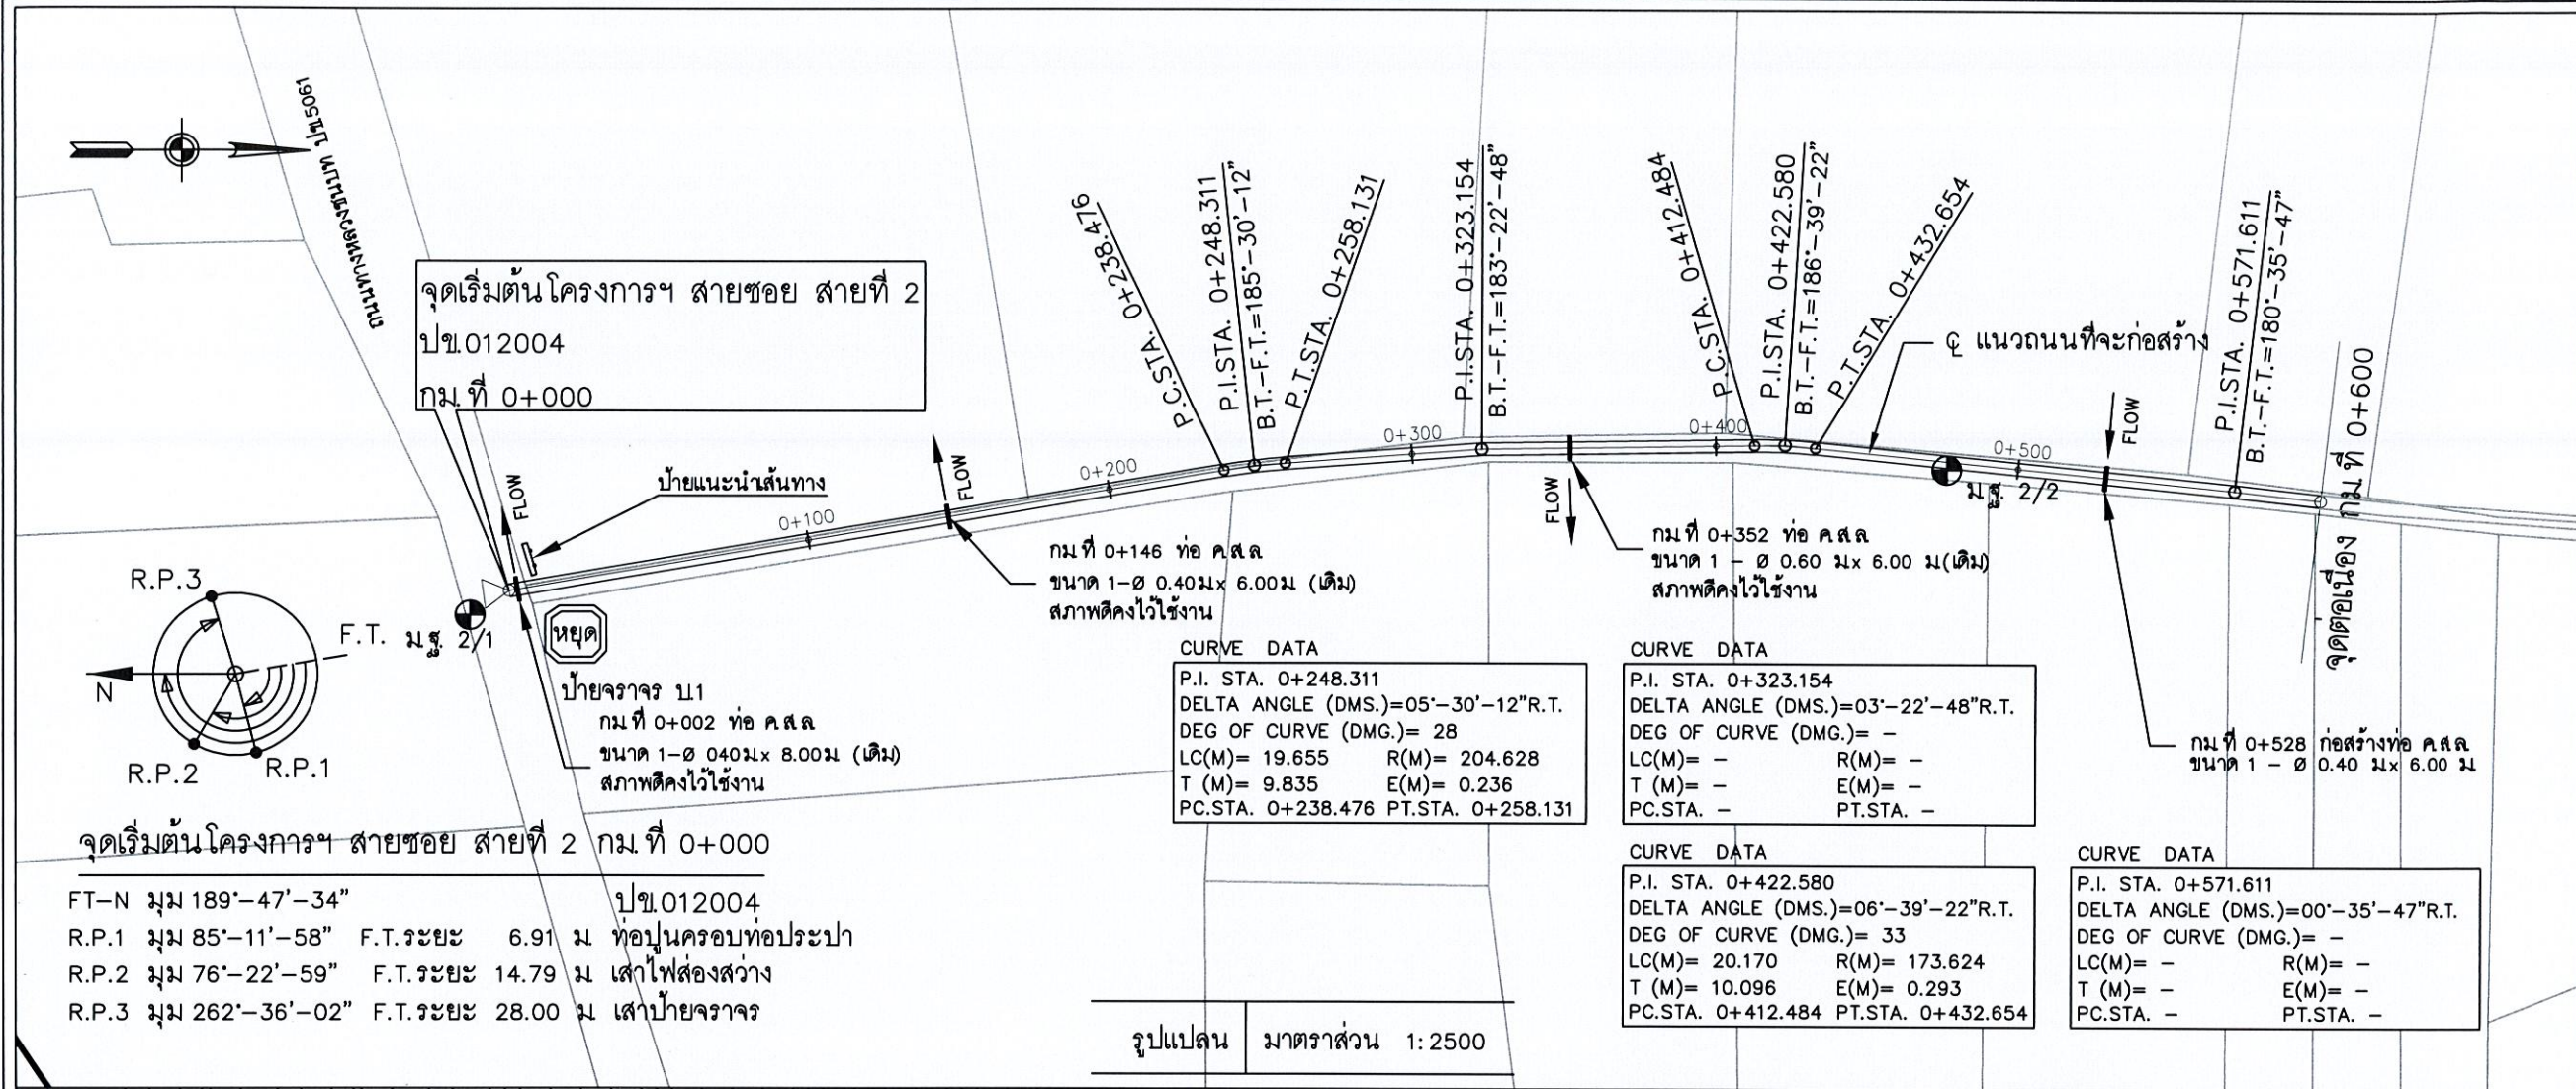 ถนนทางหลวงชนบท ปข5061
จุดเริ่มต้นโครงการฯ สายซอย สายที่ 2
ปข.012004
กม.ที่ 0+000
FLOW
ป้ายแนะนำเส้นทาง
0+100
FLOW
0+200
P.C.STA. 0+238.476
P.I.STA. 0+248.311
B.T.-F.T.=185°-30'-12"
P.T.STA. 0+258.131
0+300
P.I.STA. 0+323.154
B.T.-F.T.=183°-22'-48"
FLOW
0+400
P.C.STA. 0+412.484
P.I.STA. 0+422.580
B.T.-F.T.=186°-39'-22"
P.T.STA. 0+432.654
℄ แนวถนนที่จะก่อสร้าง
0+500
ม.ฐ. 2/2
FLOW
P.I.STA. 0+571.611
B.T.-F.T.=180°-35'-47"
จุดต่อเนื่อง กม.ที่ 0+600
กม.ที่ 0+146 ท่อ ค.ส.ล.
ขนาด 1-Ø 0.40ม.x 6.00ม. (เดิม)
สภาพดีคงไว้ใช้งาน
กม.ที่ 0+352 ท่อ ค.ส.ล.
ขนาด 1 - Ø 0.60 ม.x 6.00 ม.(เดิม)
สภาพดีคงไว้ใช้งาน
กม.ที่ 0+528 ก่อสร้างท่อ ค.ส.ล.
ขนาด 1 - Ø 0.40 ม.x 6.00 ม.
R.P.3
F.T.
N
R.P.2
R.P.1
ม.ฐ. 2/1
หยุด
ป้ายจราจร บ.1
กม.ที่ 0+002 ท่อ ค.ส.ล.
ขนาด 1-Ø 040ม.x 8.00ม. (เดิม)
สภาพดีคงไว้ใช้งาน
จุดเริ่มต้นโครงการฯ สายซอย สายที่ 2 กม.ที่ 0+000
FT-N มุม 189°-47'-34" ปข.012004
R.P.1 มุม 85°-11'-58" F.T.ระยะ 6.91 ม. ท่อปูนครอบท่อประปา
R.P.2 มุม 76°-22'-59" F.T.ระยะ 14.79 ม. เสาไฟส่องสว่าง
R.P.3 มุม 262°-36'-02" F.T.ระยะ 28.00 ม. เสาป้ายจราจร
CURVE DATA
P.I. STA. 0+248.311
DELTA ANGLE (DMS.)=05°-30'-12"R.T.
DEG OF CURVE (DMG.)= 28
LC(M)= 19.655 R(M)= 204.628
T (M)= 9.835 E(M)= 0.236
PC.STA. 0+238.476 PT.STA. 0+258.131
CURVE DATA
P.I. STA. 0+323.154
DELTA ANGLE (DMS.)=03°-22'-48"R.T.
DEG OF CURVE (DMG.)= -
LC(M)= - R(M)= -
T (M)= - E(M)= -
PC.STA. - PT.STA. -
CURVE DATA
P.I. STA. 0+422.580
DELTA ANGLE (DMS.)=06°-39'-22"R.T.
DEG OF CURVE (DMG.)= 33
LC(M)= 20.170 R(M)= 173.624
T (M)= 10.096 E(M)= 0.293
PC.STA. 0+412.484 PT.STA. 0+432.654
CURVE DATA
P.I. STA. 0+571.611
DELTA ANGLE (DMS.)=00°-35'-47"R.T.
DEG OF CURVE (DMG.)= -
LC(M)= - R(M)= -
T (M)= - E(M)= -
PC.STA. - PT.STA. -
รูปแปลน มาตราส่วน 1:2500